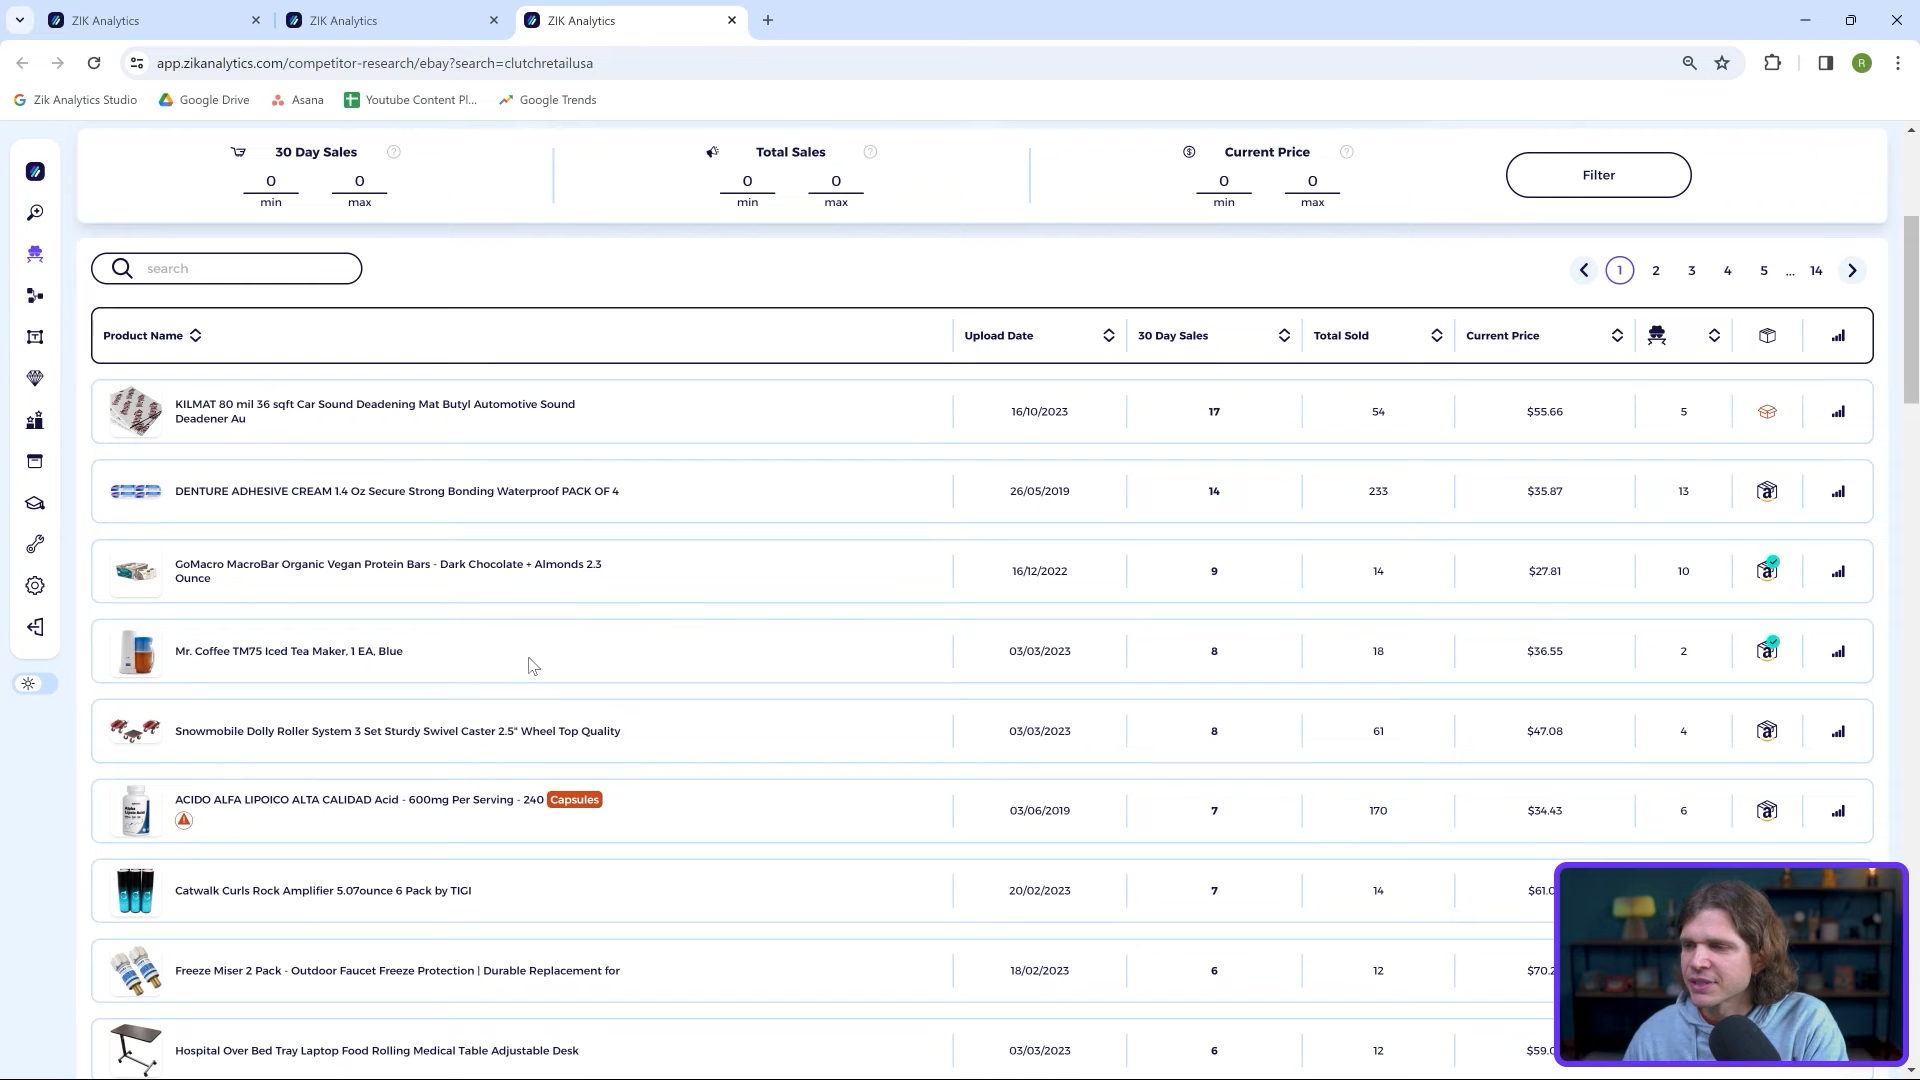 ZIK Analytics
ZIK Analytics
ZIK Analytics
app.zikanalytics.com/competitor-research/ebay?search=clutchretailusa
R
Zik Analytics Studio
Google Drive
Asana
Youtube Content Pl...
Google Trends
30 Day Sales ?
0 0
min max
Total Sales ?
0 0
min max
Current Price ?
0 0
min max
Filter
search
1 2 3 4 5 ... 14
Product Name Upload Date 30 Day Sales Total Sold Current Price
KILMAT 80 mil 36 sqft Car Sound Deadening Mat Butyl Automotive Sound
Deadener Au
16/10/2023 17 54 $55.66 5
DENTURE ADHESIVE CREAM 1.4 Oz Secure Strong Bonding Waterproof PACK OF 4
26/05/2019 14 233 $35.87 13
GoMacro MacroBar Organic Vegan Protein Bars - Dark Chocolate + Almonds 2.3
Ounce
16/12/2022 9 14 $27.81 10
Mr. Coffee TM75 Iced Tea Maker, 1 EA, Blue
03/03/2023 8 18 $36.55 2
Snowmobile Dolly Roller System 3 Set Sturdy Swivel Caster 2.5" Wheel Top Quality
03/03/2023 8 61 $47.08 4
ACIDO ALFA LIPOICO ALTA CALIDAD Acid - 600mg Per Serving - 240 Capsules
03/06/2019 7 170 $34.43 6
Catwalk Curls Rock Amplifier 5.07ounce 6 Pack by TIGI
20/02/2023 7 14 $61.0
Freeze Miser 2 Pack - Outdoor Faucet Freeze Protection | Durable Replacement for
18/02/2023 6 12 $70.2
Hospital Over Bed Tray Laptop Food Rolling Medical Table Adjustable Desk
03/03/2023 6 12 $59.0